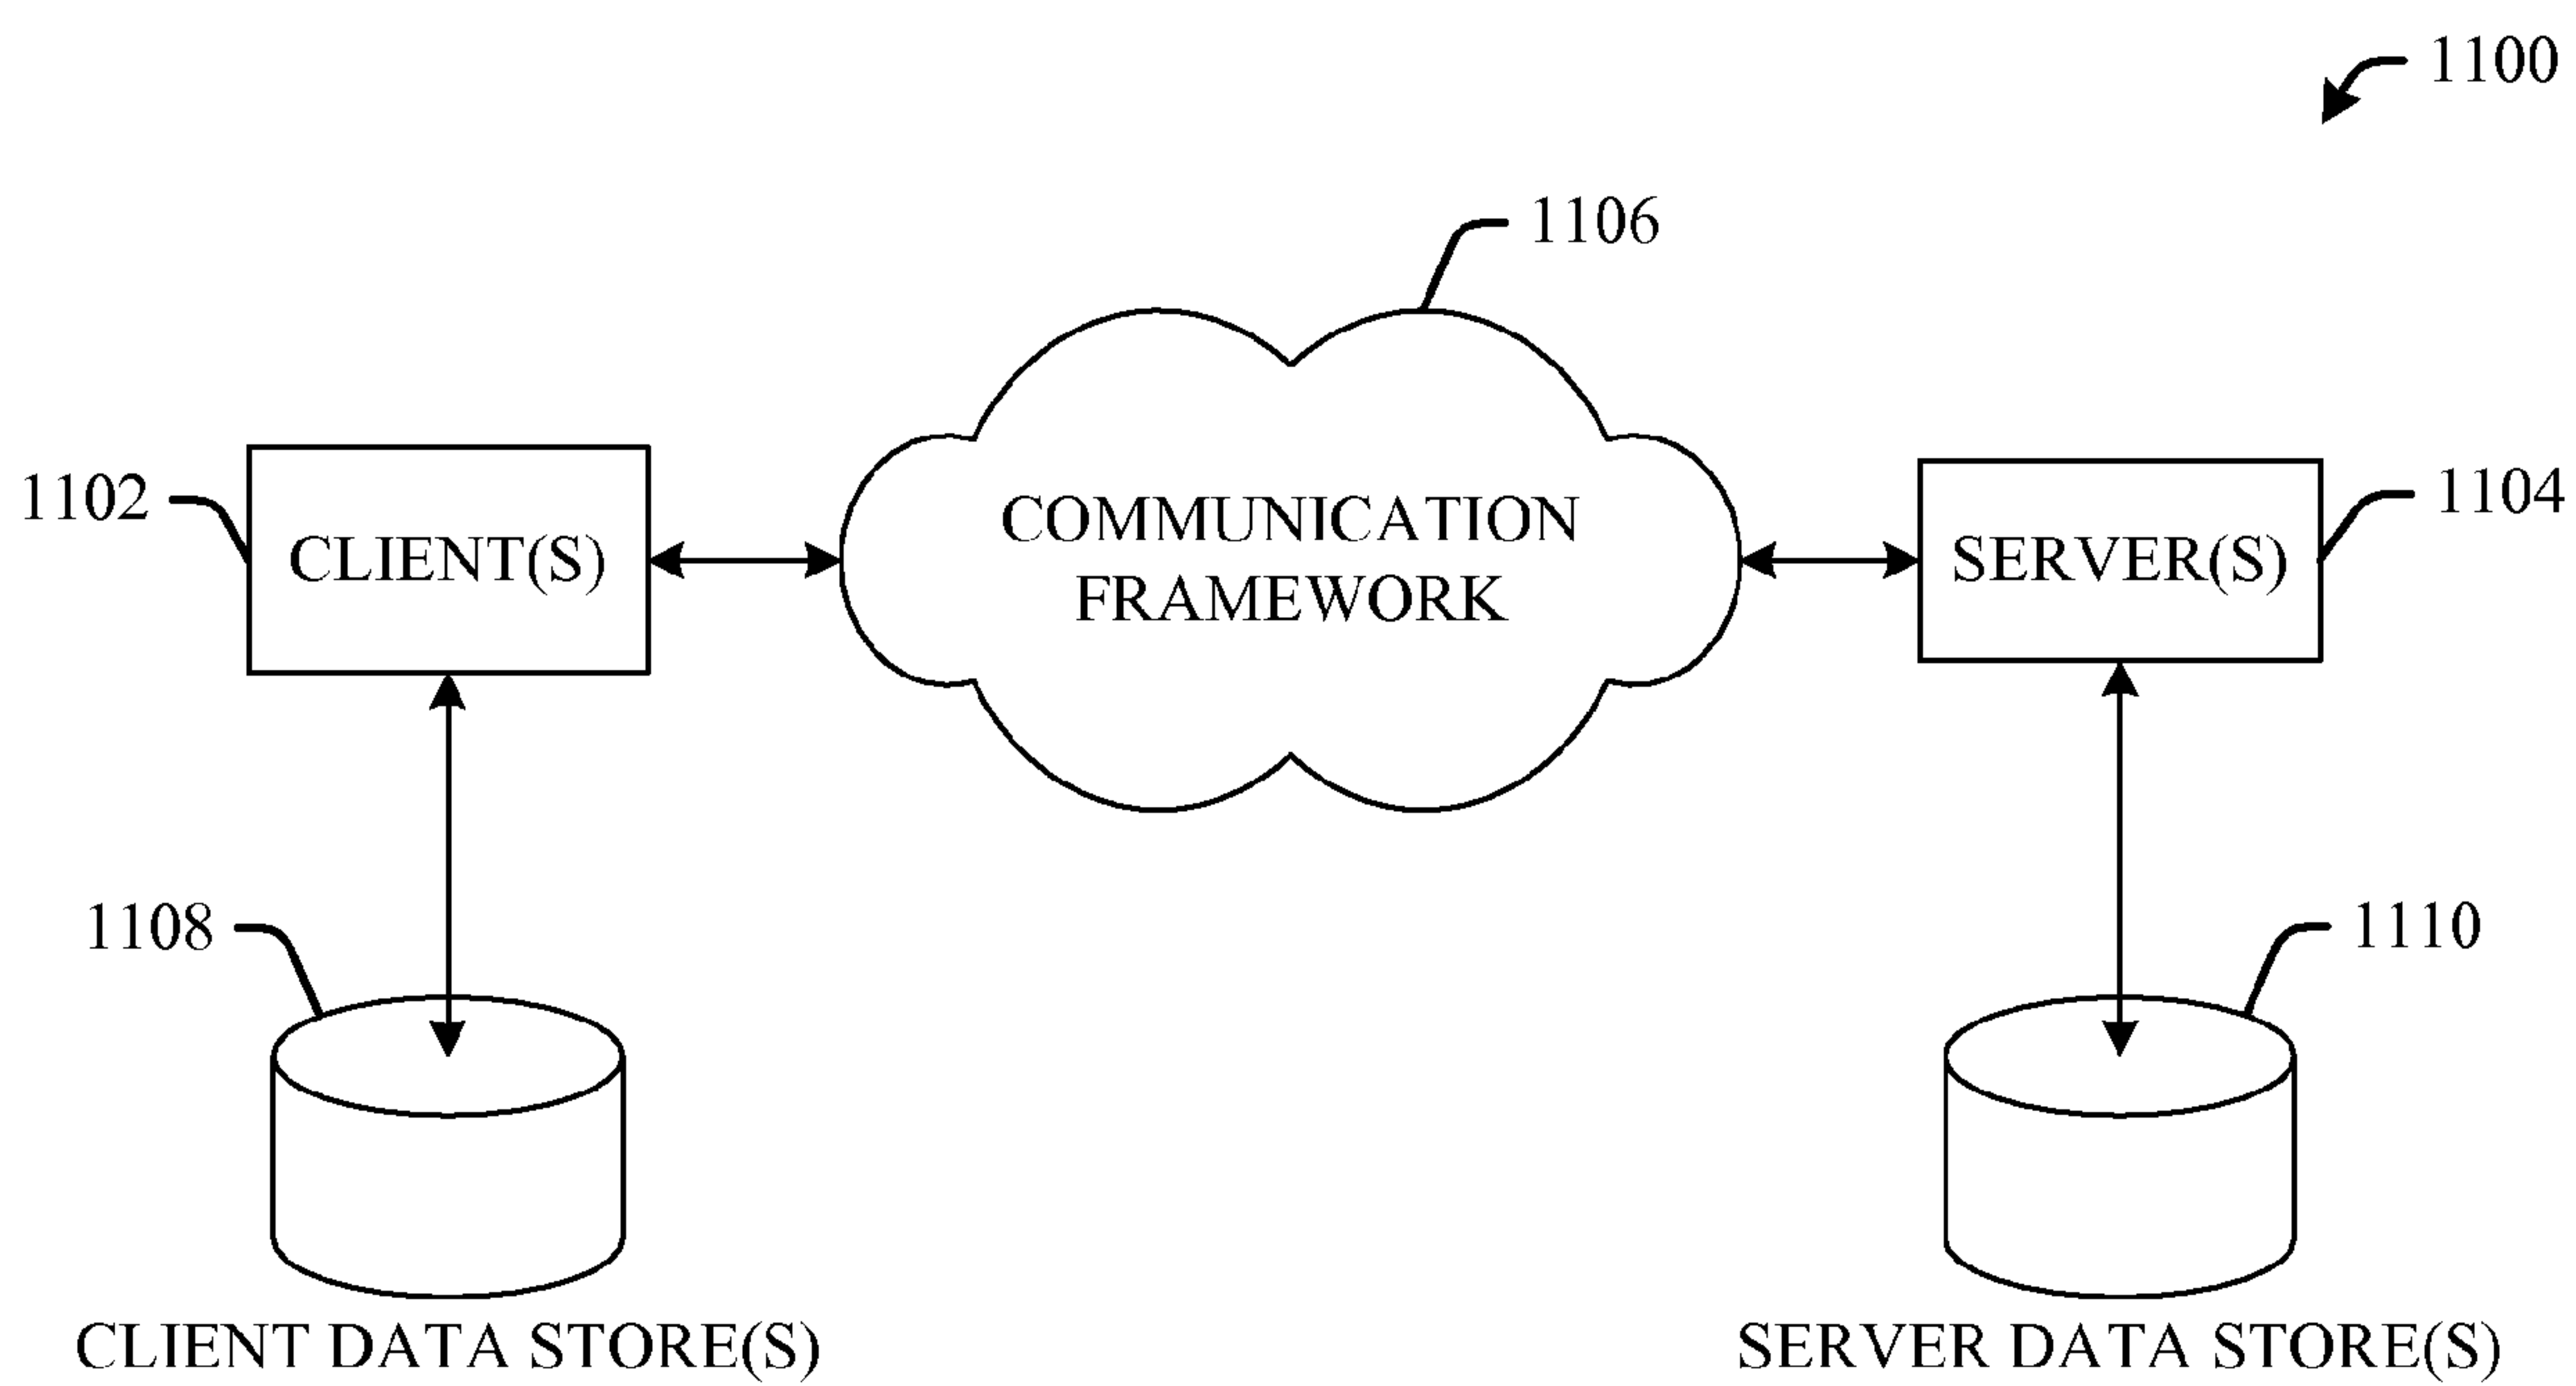 1100
1106
1102
CLIENT(S)
COMMUNICATION
FRAMEWORK
SERVER(S)
1104
1108
1110
CLIENT DATA STORE(S)
SERVER DATA STORE(S)